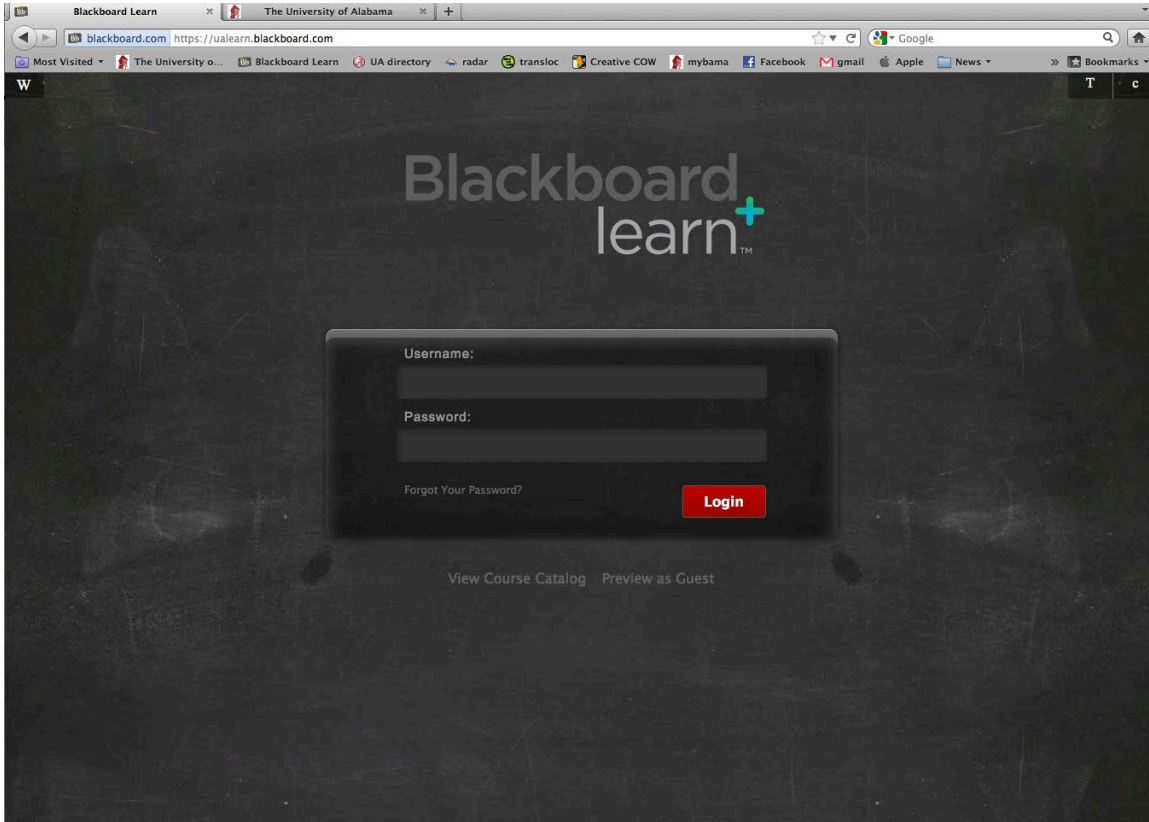 Blackboard Learn × The University of Alabama × +
blackboard.com https://ualearn.blackboard.com Google
Most Visited The University o... Blackboard Learn UA directory radar transloc Creative COW mybama Facebook gmail Apple News » Bookmarks
W T c
Blackboard
learn+™
Username:
Password:
Forgot Your Password? Login
View Course Catalog Preview as Guest